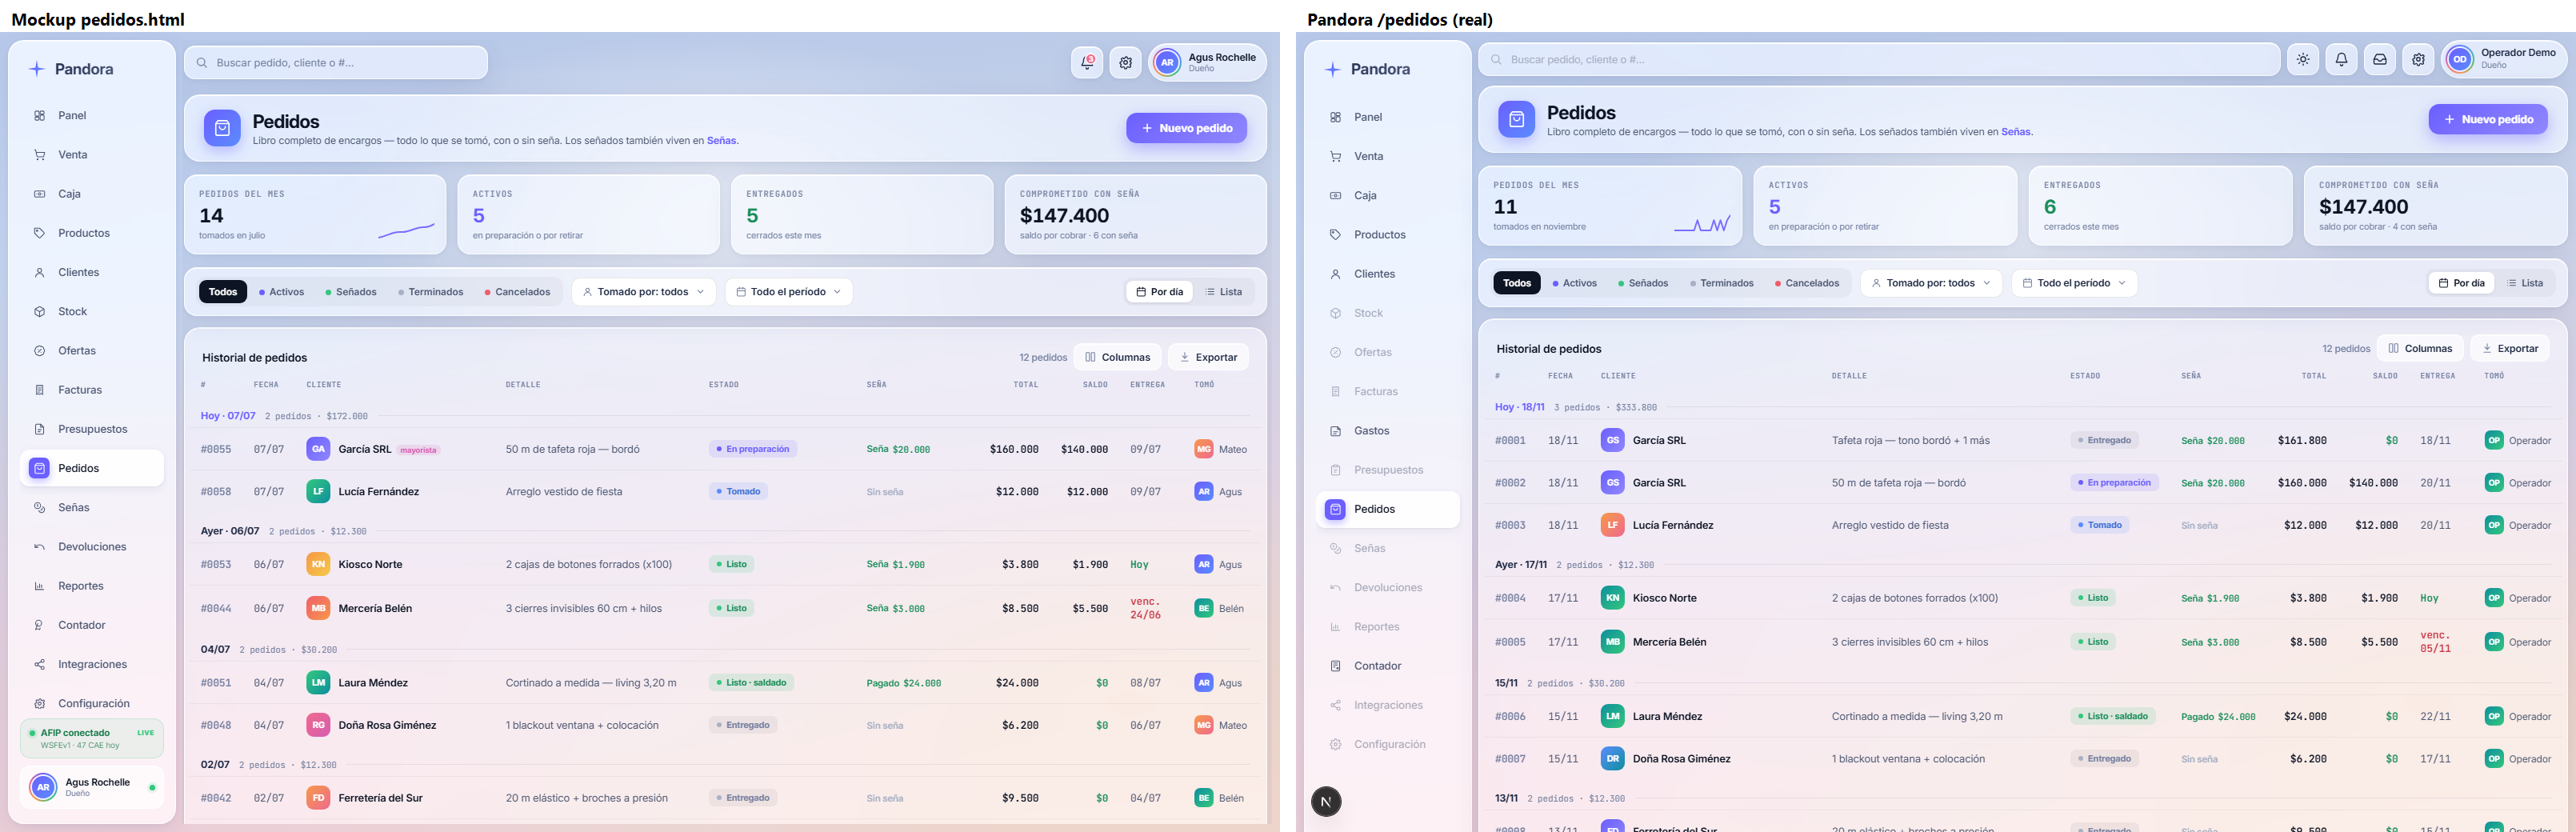 Mockup pedidos.html
Pandora
Buscar pedido, cliente o #...
3
AR
Agus Rochelle
Dueño
Panel
Venta
Caja
Productos
Clientes
Stock
Ofertas
Facturas
Presupuestos
Pedidos
Señas
Devoluciones
Reportes
Contador
Integraciones
Configuración
AFIP conectado LIVE
WSFEv1 · 47 CAE hoy
AR
Agus Rochelle
Dueño
Pedidos
Libro completo de encargos — todo lo que se tomó, con o sin seña. Los señados también viven en Señas.
Nuevo pedido
PEDIDOS DEL MES
14
tomados en julio
ACTIVOS
5
en preparación o por retirar
ENTREGADOS
5
cerrados este mes
COMPROMETIDO CON SEÑA
$147.400
saldo por cobrar · 6 con seña
Todos Activos Señados Terminados Cancelados Tomado por: todos Todo el período Por día Lista
Historial de pedidos 12 pedidos Columnas Exportar
# FECHA CLIENTE DETALLE ESTADO SEÑA TOTAL SALDO ENTREGA TOMÓ
Hoy · 07/07 2 pedidos · $172.000
#0055 07/07 GA García SRL mayorista 50 m de tafeta roja — bordó En preparación Seña $20.000 $160.000 $140.000 09/07 MG Mateo
#0058 07/07 LF Lucía Fernández Arreglo vestido de fiesta Tomado Sin seña $12.000 $12.000 09/07 AR Agus
Ayer · 06/07 2 pedidos · $12.300
#0053 06/07 KN Kiosco Norte 2 cajas de botones forrados (x100) Listo Seña $1.900 $3.800 $1.900 Hoy AR Agus
#0044 06/07 MB Mercería Belén 3 cierres invisibles 60 cm + hilos Listo Seña $3.000 $8.500 $5.500 venc. 24/06 BE Belén
04/07 2 pedidos · $30.200
#0051 04/07 LM Laura Méndez Cortinado a medida — living 3,20 m Listo · saldado Pagado $24.000 $24.000 $0 08/07 AR Agus
#0048 04/07 RG Doña Rosa Giménez 1 blackout ventana + colocación Entregado Sin seña $6.200 $0 06/07 MG Mateo
02/07 2 pedidos · $12.300
#0042 02/07 FD Ferretería del Sur 20 m elástico + broches a presión Entregado Sin seña $9.500 $0 04/07 BE Belén
Pandora /pedidos (real)
Pandora
Buscar pedido, cliente o #...
OD
Operador Demo
Dueño
Panel
Venta
Caja
Productos
Clientes
Stock
Ofertas
Facturas
Gastos
Presupuestos
Pedidos
Señas
Devoluciones
Reportes
Contador
Integraciones
Configuración
N
Pedidos
Libro completo de encargos — todo lo que se tomó, con o sin seña. Los señados también viven en Señas.
Nuevo pedido
PEDIDOS DEL MES
11
tomados en noviembre
ACTIVOS
5
en preparación o por retirar
ENTREGADOS
6
cerrados este mes
COMPROMETIDO CON SEÑA
$147.400
saldo por cobrar · 4 con seña
Todos Activos Señados Terminados Cancelados Tomado por: todos Todo el período Por día Lista
Historial de pedidos 12 pedidos Columnas Exportar
# FECHA CLIENTE DETALLE ESTADO SEÑA TOTAL SALDO ENTREGA TOMÓ
Hoy · 18/11 3 pedidos · $333.800
#0001 18/11 GS García SRL Tafeta roja — tono bordó + 1 más Entregado Seña $20.000 $161.800 $0 18/11 OP Operador
#0002 18/11 GS García SRL 50 m de tafeta roja — bordó En preparación Seña $20.000 $160.000 $140.000 20/11 OP Operador
#0003 18/11 LF Lucía Fernández Arreglo vestido de fiesta Tomado Sin seña $12.000 $12.000 20/11 OP Operador
Ayer · 17/11 2 pedidos · $12.300
#0004 17/11 KN Kiosco Norte 2 cajas de botones forrados (x100) Listo Seña $1.900 $3.800 $1.900 Hoy OP Operador
#0005 17/11 MB Mercería Belén 3 cierres invisibles 60 cm + hilos Listo Seña $3.000 $8.500 $5.500 venc. 05/11 OP Operador
15/11 2 pedidos · $30.200
#0006 15/11 LM Laura Méndez Cortinado a medida — living 3,20 m Listo · saldado Pagado $24.000 $24.000 $0 22/11 OP Operador
#0007 15/11 DR Doña Rosa Giménez 1 blackout ventana + colocación Entregado Sin seña $6.200 $0 17/11 OP Operador
13/11 2 pedidos · $12.300
#0008 13/11 FD Ferretería del Sur 20 m elástico + broches a presión Entregado Sin seña $9.500 $0 15/11 OP Operador